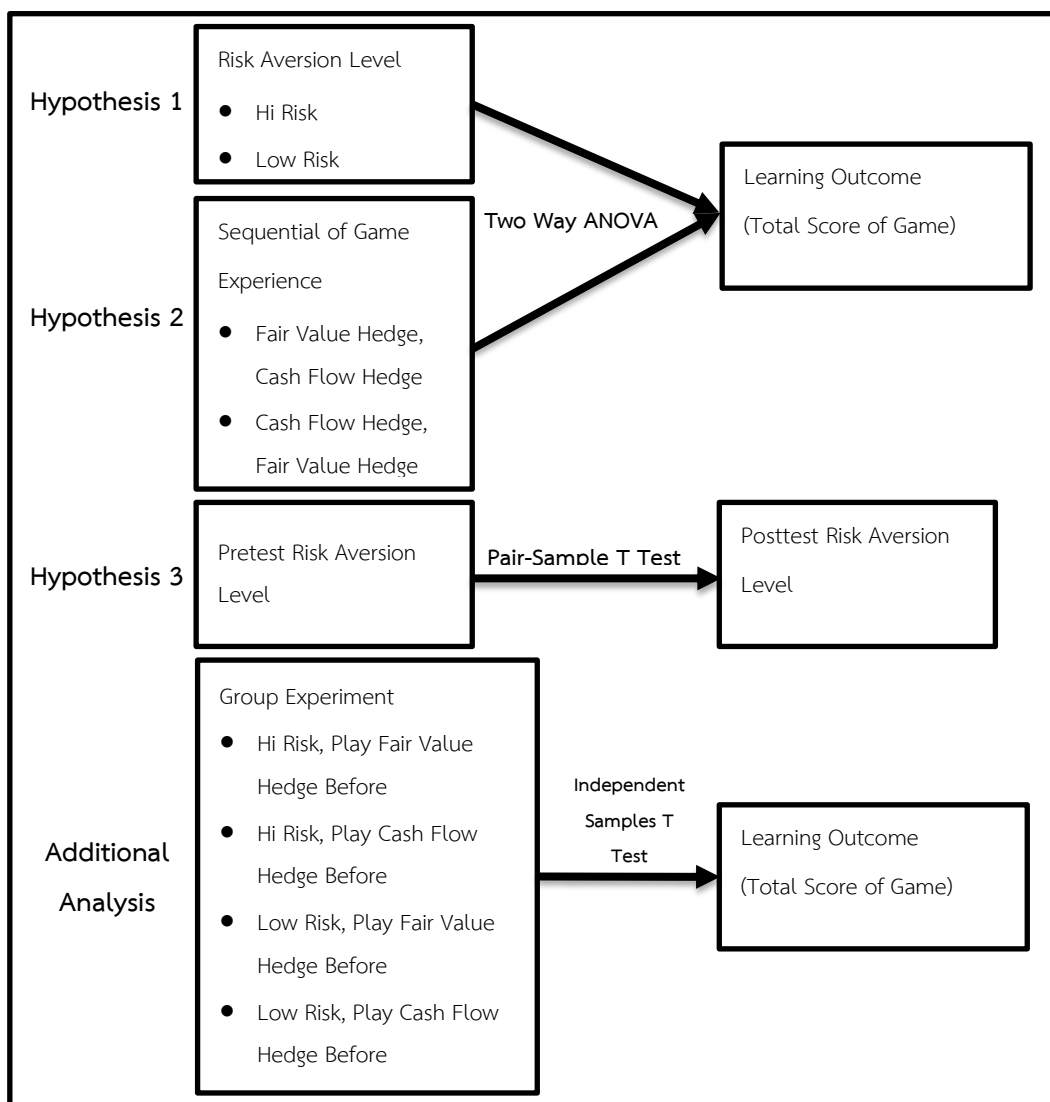 Hypothesis 1
Risk Aversion Level
● Hi Risk
● Low Risk
Hypothesis 2
Sequential of Game
Experience
● Fair Value Hedge,
Cash Flow Hedge
● Cash Flow Hedge,
Fair Value Hedge
Two Way ANOVA
Learning Outcome
(Total Score of Game)
Hypothesis 3
Pretest Risk Aversion
Level
Pair-Sample T Test
Posttest Risk Aversion
Level
Additional
Analysis
Group Experiment
● Hi Risk, Play Fair Value
Hedge Before
● Hi Risk, Play Cash Flow
Hedge Before
● Low Risk, Play Fair Value
Hedge Before
● Low Risk, Play Cash Flow
Hedge Before
Independent
Samples T
Test
Learning Outcome
(Total Score of Game)